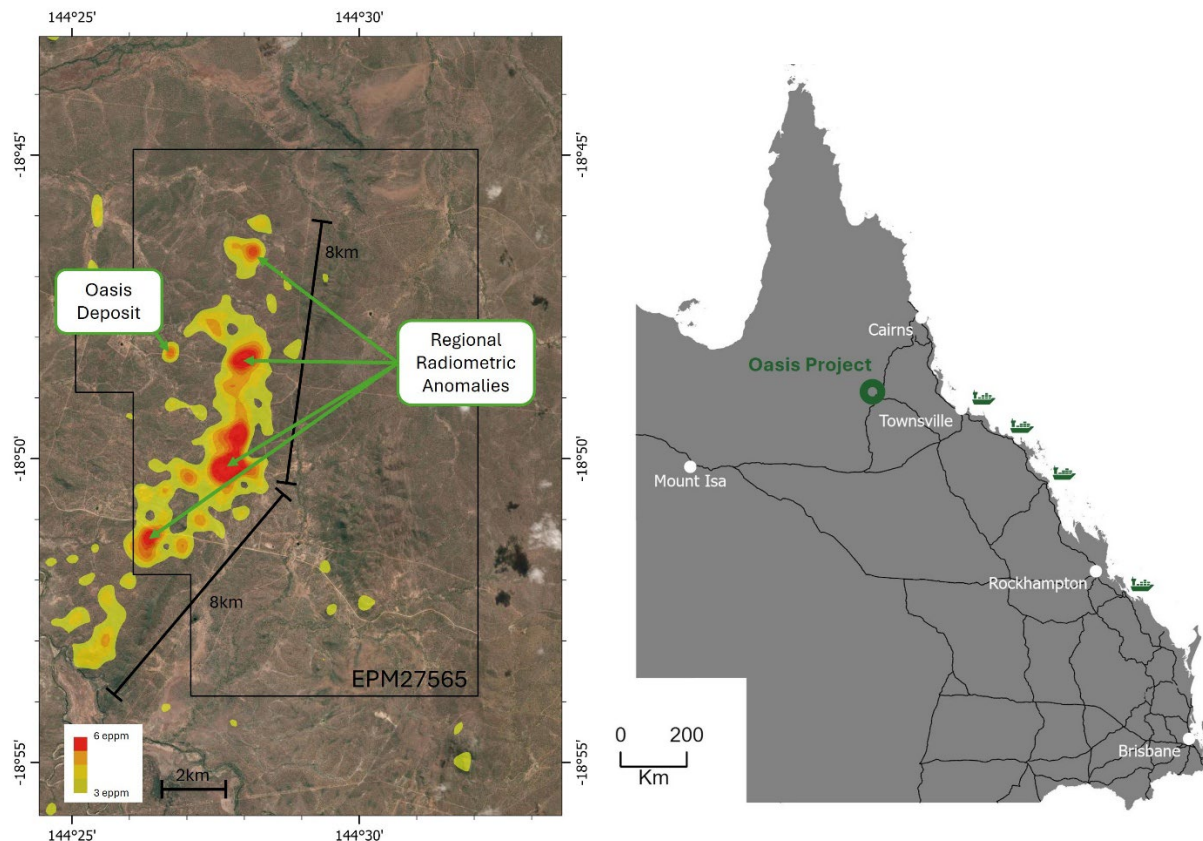 144°25'
144°30'
-18°45'
-18°45'
8km
Oasis
Deposit
Regional
Radiometric
Anomalies
-18°50'
-18°50'
8km
EPM27565
6 eppm
3 eppm
2km
-18°55'
-18°55'
144°25'
144°30'
Cairns
Oasis Project
Townsville
Mount Isa
Rockhampton
0 200
Km
Brisbane